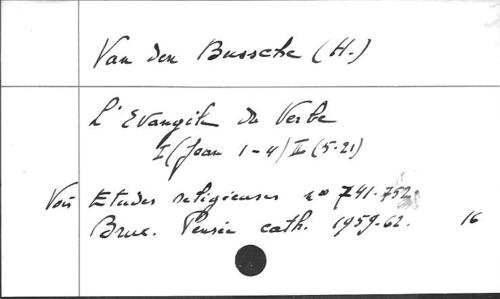 Van den Bussche (H.)
L'Evangile du Verbe
I (Jean 1-4) II (5-21)
Voir Etudes religieuses no 741-752.
Brux. Pensée cath. 1959-62. 16